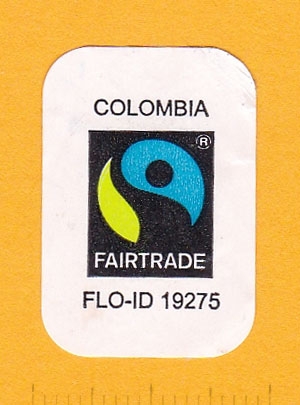 COLOMBIA
®
FAIRTRADE
FLO-ID 19275